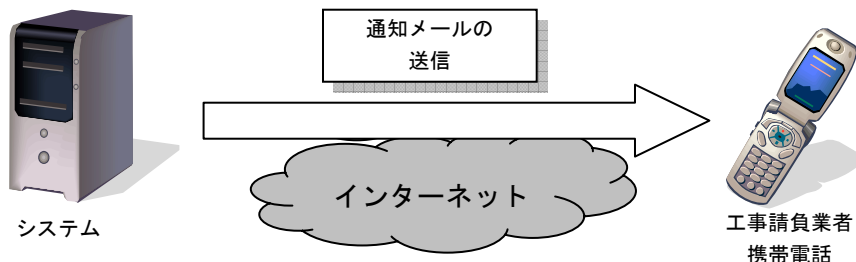 通知メールの
送信
インターネット
システム
工事請負業者
携帯電話